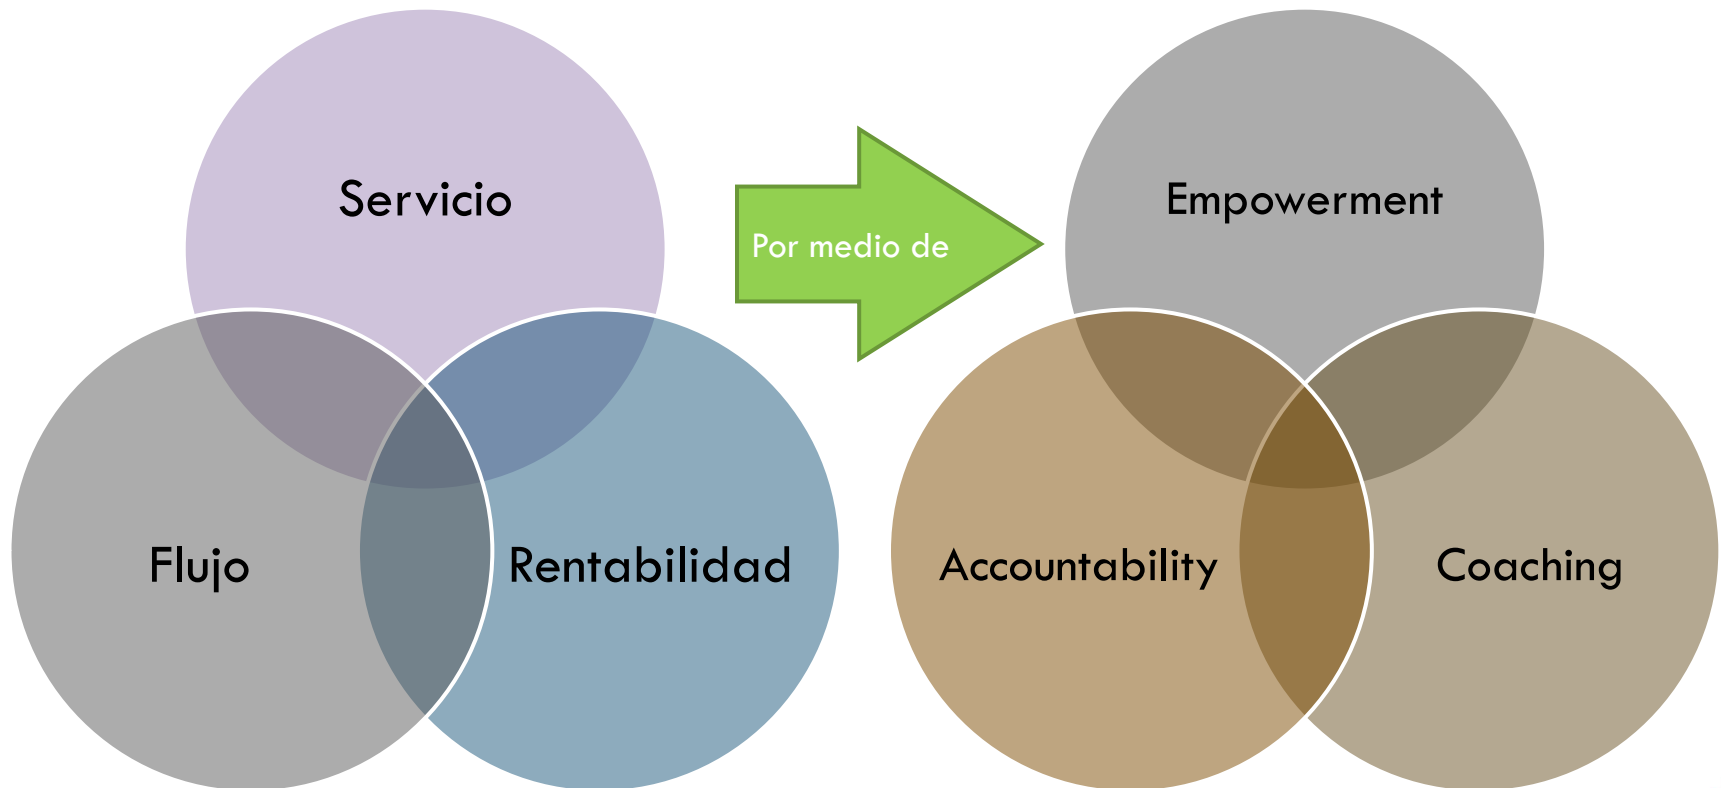 Servicio
Flujo
Rentabilidad
Por medio de
Empowerment
Accountability
Coaching